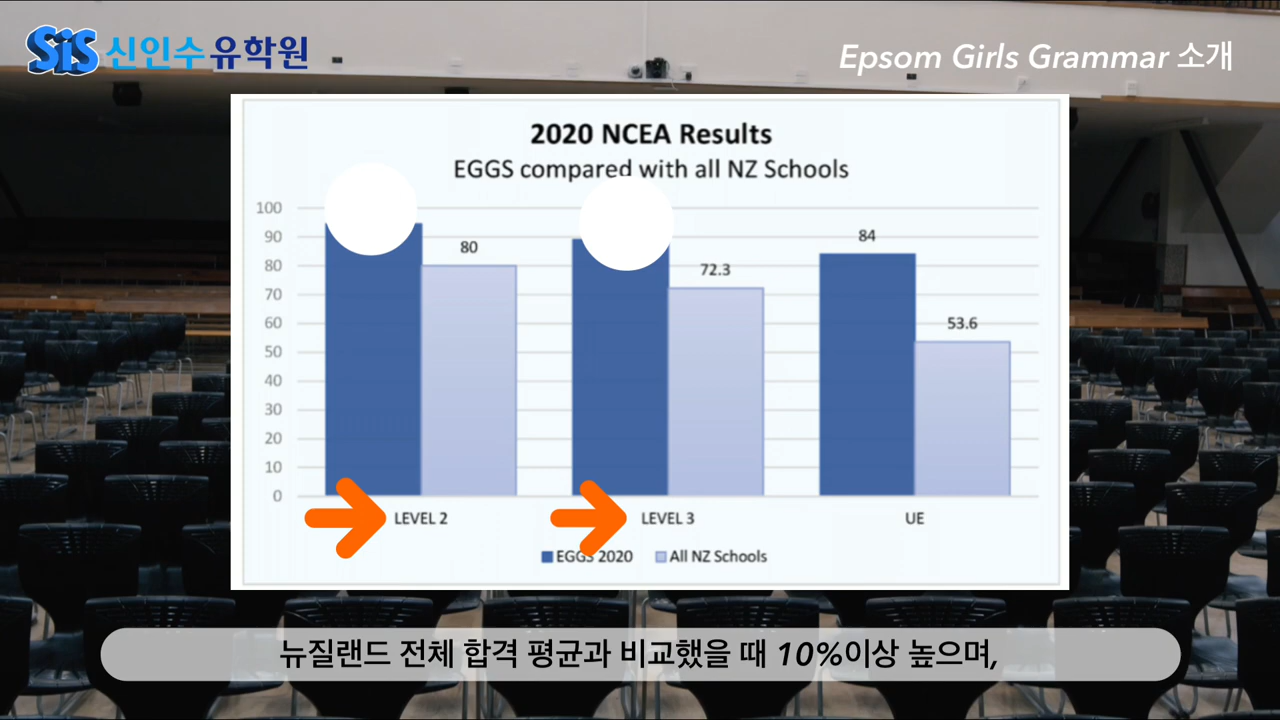 SiS 신인수유학원
Epsom Girls Grammar 소개
2020 NCEA Results
EGGS compared with all NZ Schools
100
90
80
70
60
50
40
30
20
10
0
80
72.3
84
53.6
LEVEL 2
LEVEL 3
UE
EGGS 2020
All NZ Schools
뉴질랜드 전체 합격 평균과 비교했을 때 10%이상 높으며,